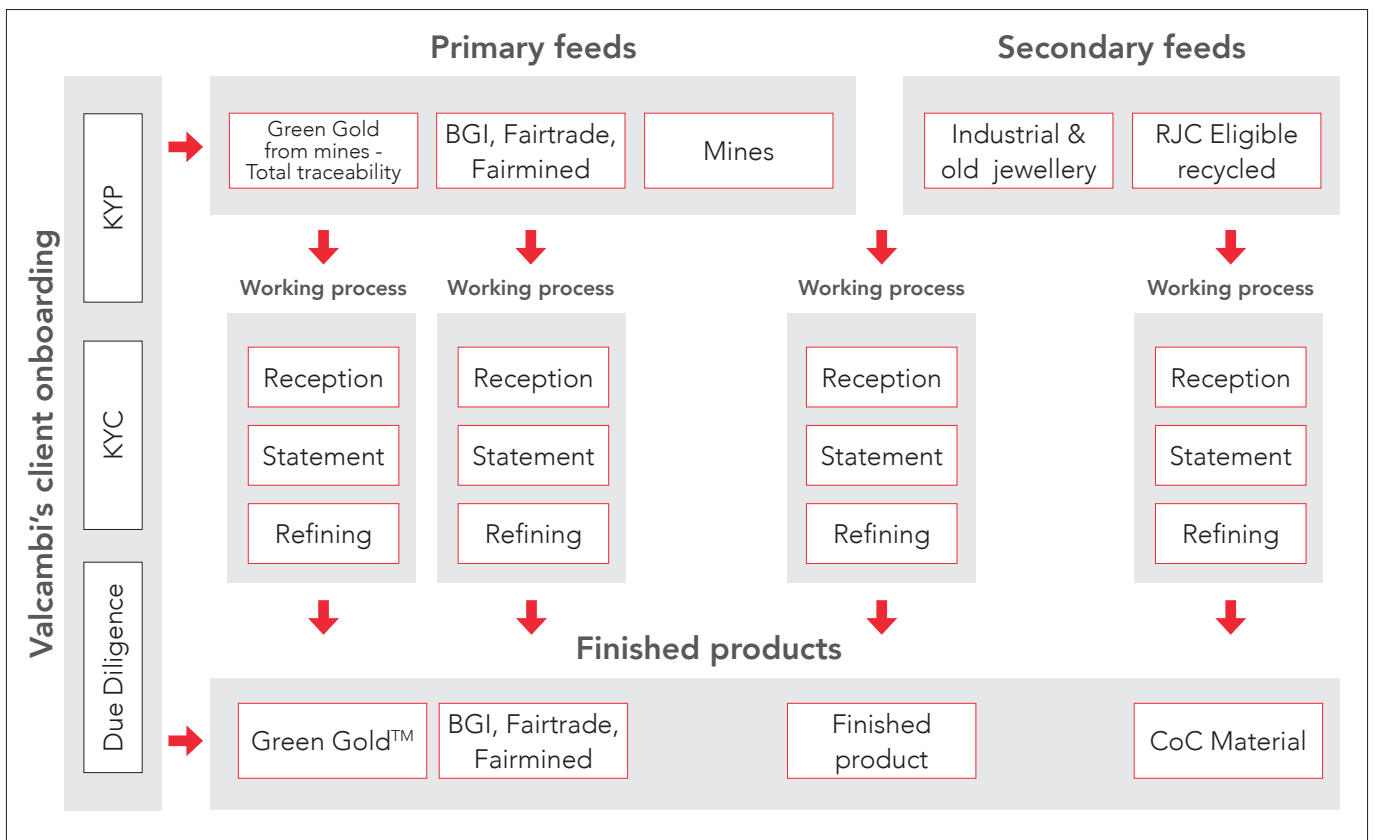 Primary feeds
Secondary feeds
Valcambi's client onboarding
KYP
KYC
Due Diligence
Green Gold
from mines -
Total traceability
BGI, Fairtrade,
Fairmined
Mines
Industrial &
old jewellery
RJC Eligible
recycled
Working process
Working process
Working process
Working process
Reception
Statement
Refining
Reception
Statement
Refining
Reception
Statement
Refining
Reception
Statement
Refining
Finished products
Green Gold™
BGI, Fairtrade,
Fairmined
Finished
product
CoC Material